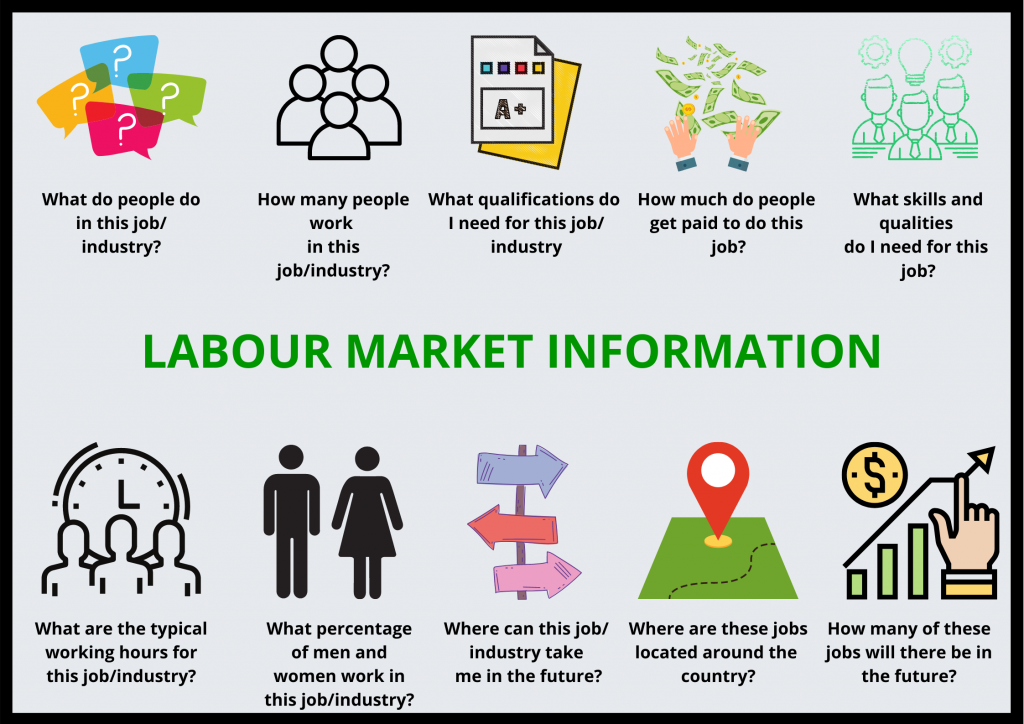 ? ? ? ?
A+
What do people do
in this job/
industry?
How many people
work
in this
job/industry?
What qualifications do
I need for this job/
industry
How much do people
get paid to do this
job?
What skills and
qualities
do I need for this
job?
LABOUR MARKET INFORMATION
$
What are the typical
working hours for
this job/industry?
What percentage
of men and
women work in
this job/industry?
Where can this job/
industry take
me in the future?
Where are these jobs
located around the
country?
How many of these
jobs will there be in
the future?